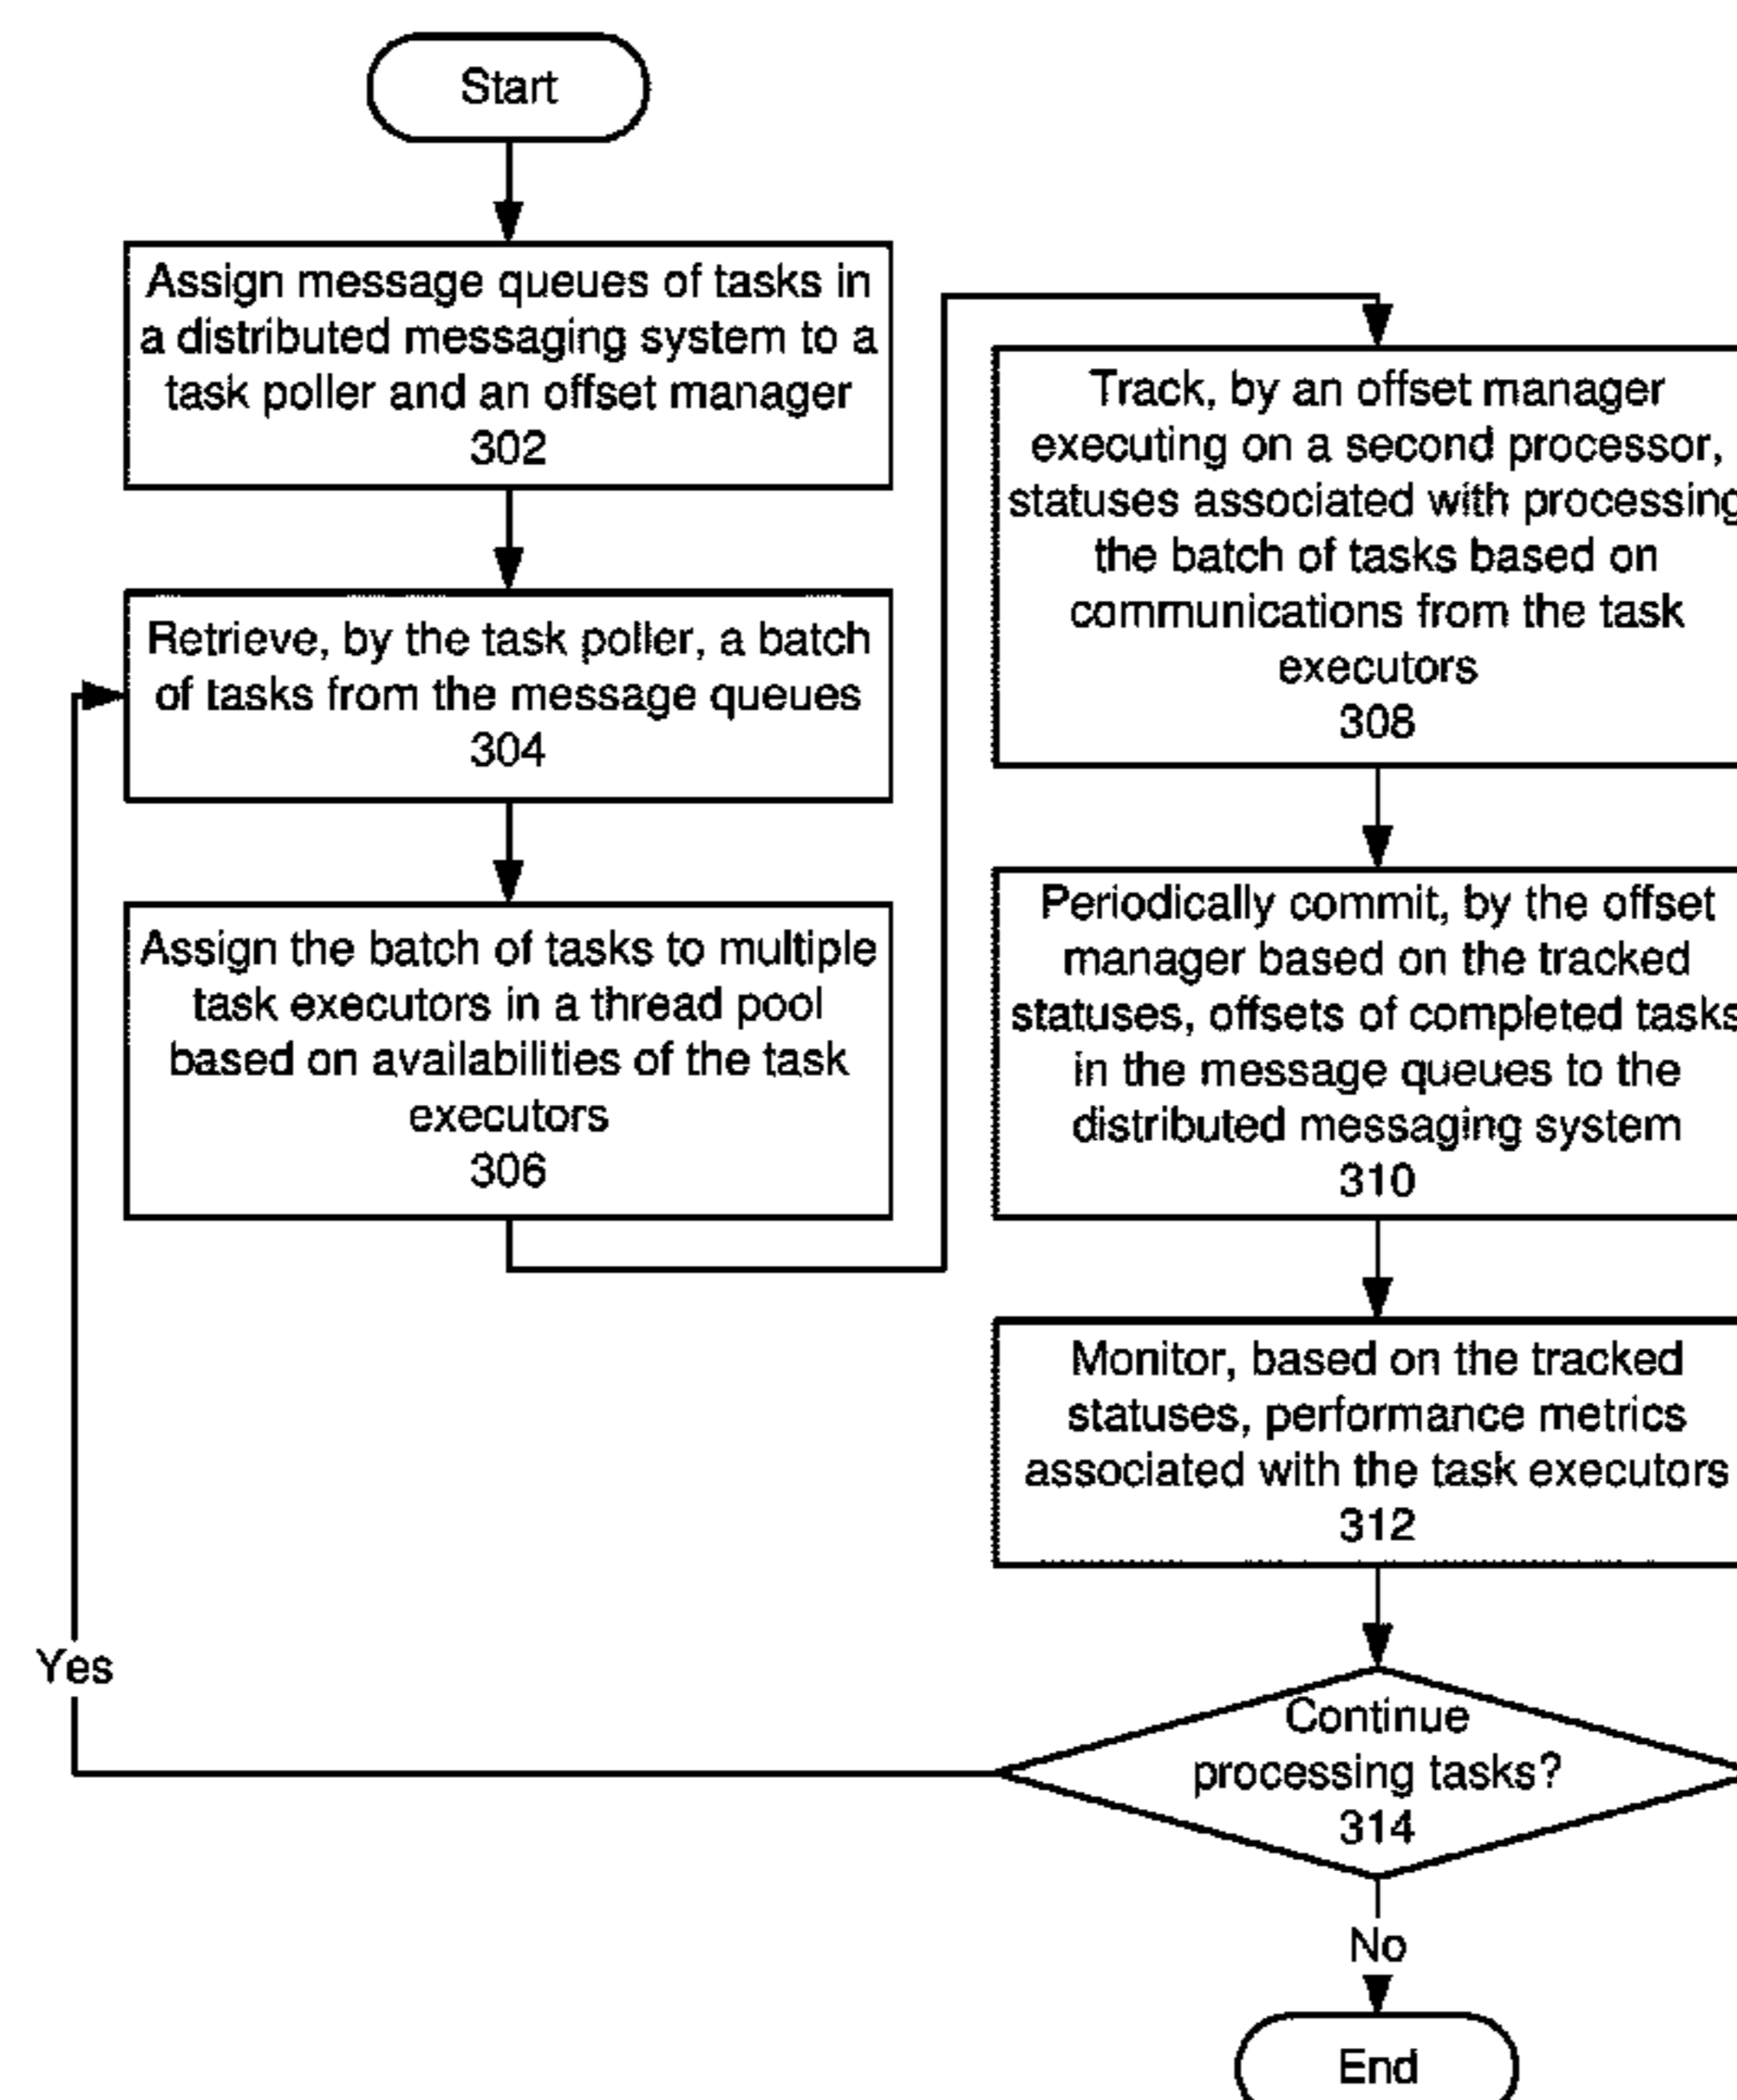 Start
Assign message queues of tasks in
a distributed messaging system to a
task poller and an offset manager
302
Retrieve, by the task poller, a batch
of tasks from the message queues
304
Assign the batch of tasks to multiple
task executors in a thread pool
based on availabilities of the task
executors
306
Track, by an offset manager
executing on a second processor,
statuses associated with processing
the batch of tasks based on
communications from the task
executors
308
Periodically commit, by the offset
manager based on the tracked
statuses, offsets of completed tasks
in the message queues to the
distributed messaging system
310
Monitor, based on the tracked
statuses, performance metrics
associated with the task executors
312
Continue
processing tasks?
314
Yes
No
End